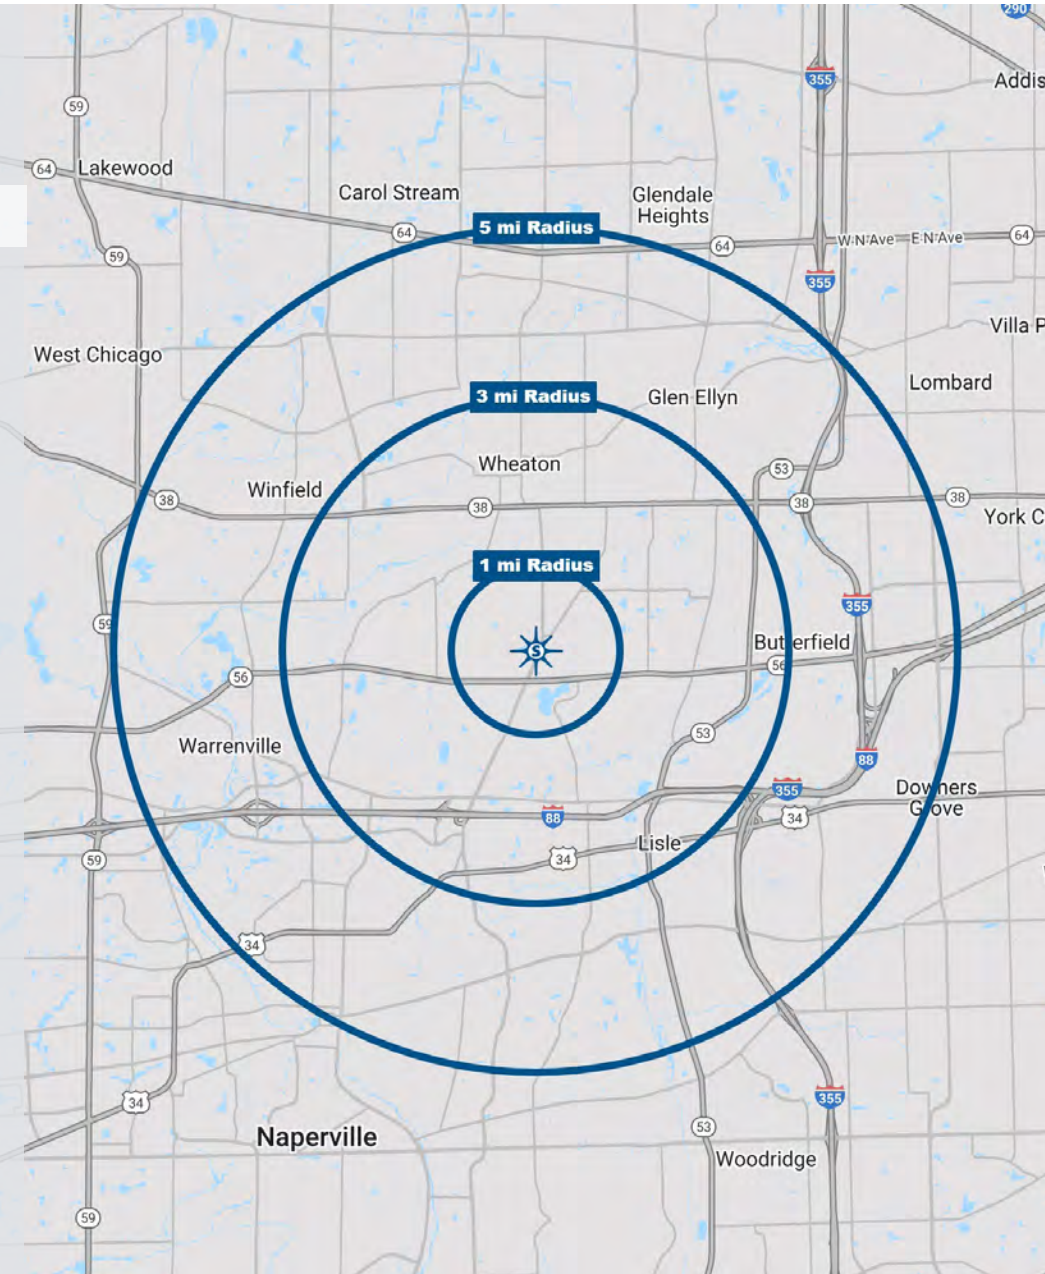 290
355
Addis
59
64
Lakewood
Carol Stream
Glendale
Heights
5 mi Radius
64
64
W N Ave
E N Ave
64
59
355
Villa P
West Chicago
Lombard
3 mi Radius
Glen Ellyn
Wheaton
53
Winfield
38
38
38
38
York C
1 mi Radius
355
59
S
Butterfield
56
56
53
Warrenville
88
355
Downers
Grove
88
34
Lisle
34
59
34
355
34
53
Naperville
Woodridge
59